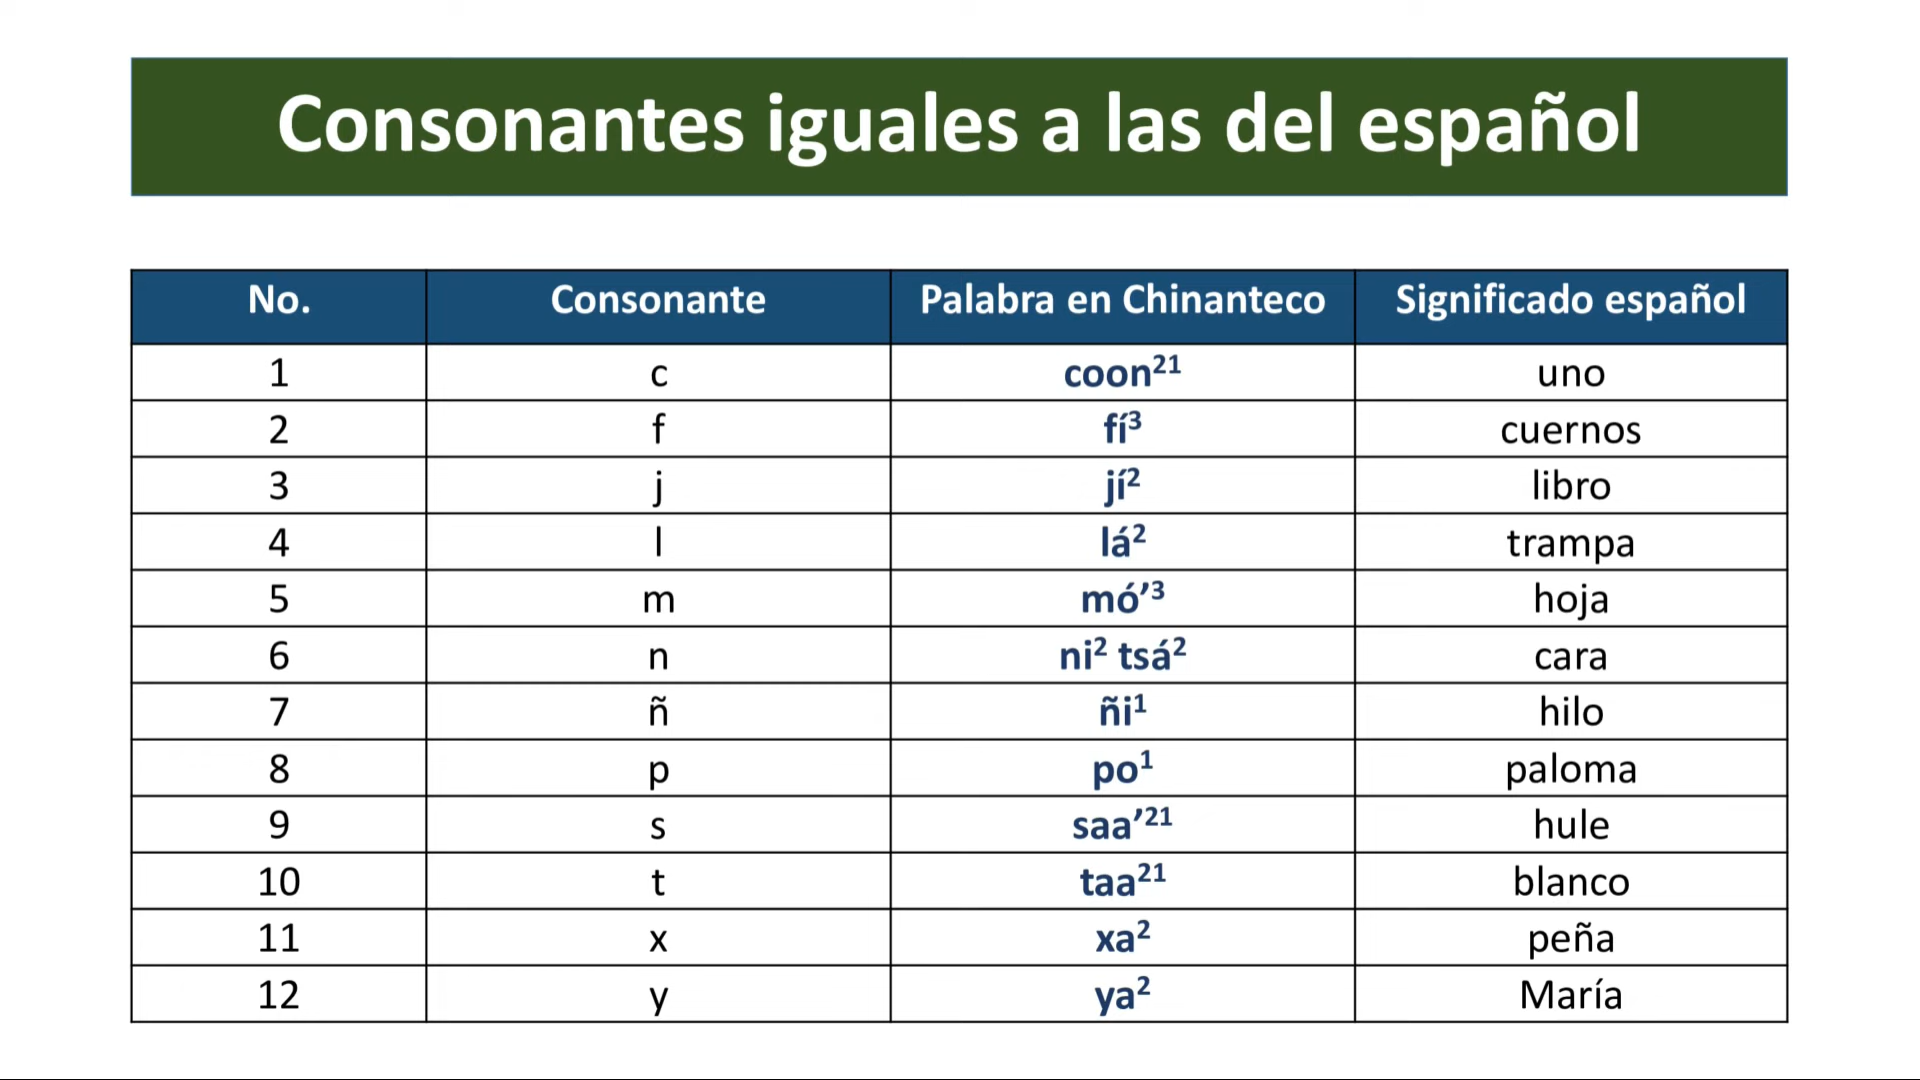 Consonantes iguales a las del español
No. Consonante Palabra en Chinanteco Significado español
1 c coon²¹ uno
2 f fí³ cuernos
3 j jí² libro
4 l lá² trampa
5 m mó’³ hoja
6 n ni² tsá² cara
7 ñ ñi¹ hilo
8 p po¹ paloma
9 s saa’²¹ hule
10 t taa²¹ blanco
11 x xa² peña
12 y ya² María